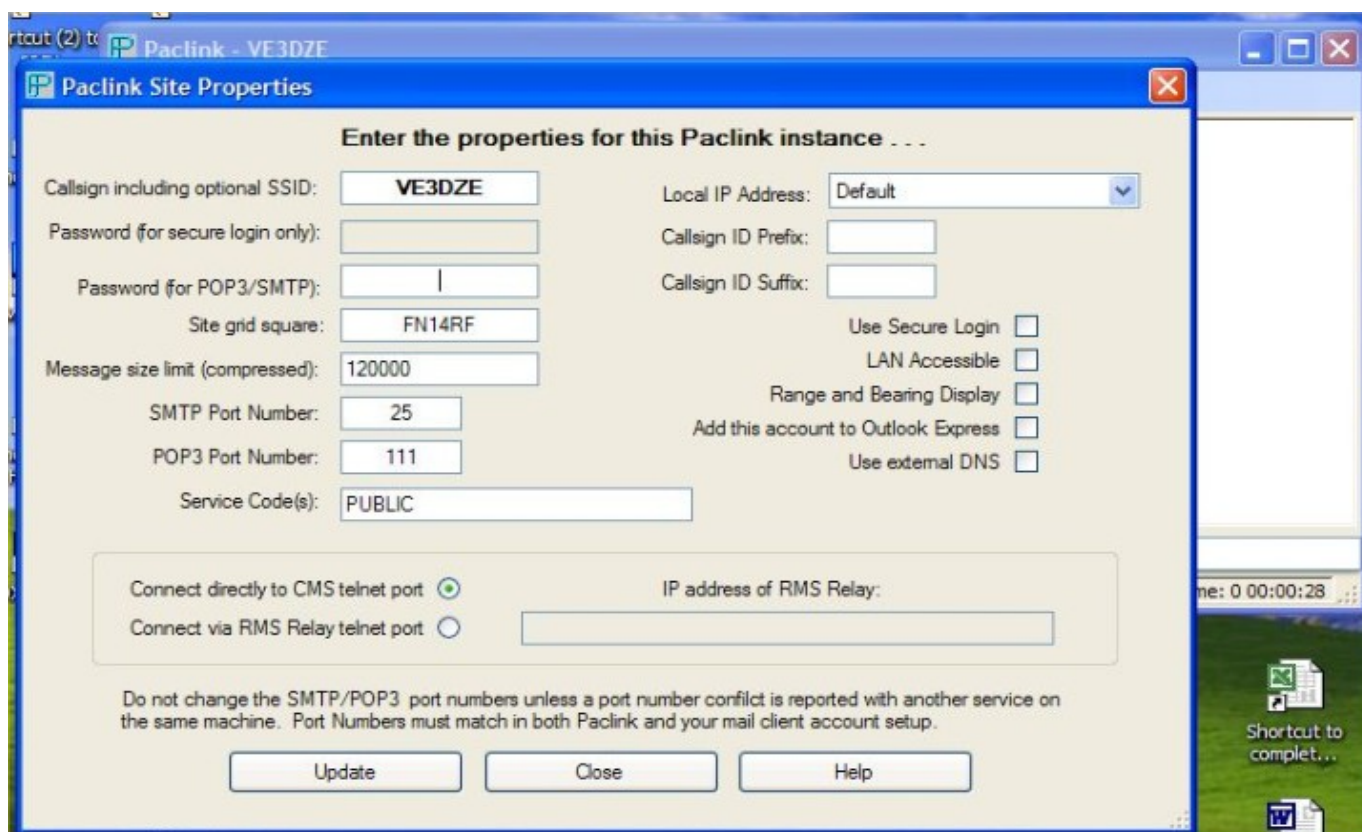 rtcut (2) to
Paclink - VE3DZE
Paclink Site Properties
Enter the properties for this Paclink instance . . .
Callsign including optional SSID: VE3DZE
Local IP Address: Default
Password (for secure login only):
Callsign ID Prefix:
Password (for POP3/SMTP):
Callsign ID Suffix:
Site grid square: FN14RF
Use Secure Login
Message size limit (compressed): 120000
LAN Accessible
Range and Bearing Display
SMTP Port Number: 25
Add this account to Outlook Express
POP3 Port Number: 111
Use external DNS
Service Code(s): PUBLIC
Connect directly to CMS telnet port
IP address of RMS Relay:
me: 0 00:00:28
Connect via RMS Relay telnet port
Do not change the SMTP/POP3 port numbers unless a port number confilct is reported with another service on
the same machine. Port Numbers must match in both Paclink and your mail client account setup.
Shortcut to
complet...
Update Close Help